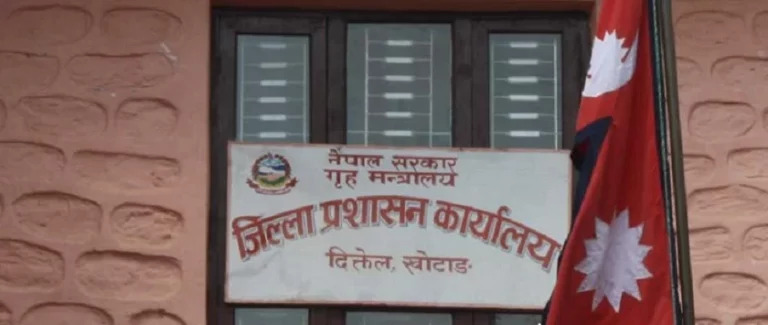 नेपाल सरकार
गृह मन्त्रालय
जिल्ला प्रशासन कार्यालय
दिक्तेल, खोटाङ